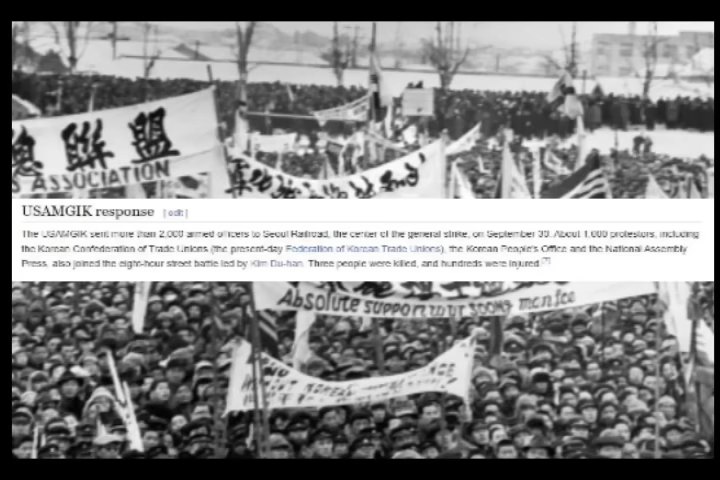 聯盟
ASSOCIATION
USAMGIK response [edit]
The USAMGIK sent more than 2,000 armed officers to Seoul Railroad, the center of the general strike, on September 30. About 1,000 protestors, including
the Korean Confederation of Trade Unions (the present-day Federation of Korean Trade Unions), the Korean People's Office and the National Assembly
Press, also joined the eight-hour street battle led by Kim Du-han. Three people were killed, and hundreds were injured.[7]
Absolute support